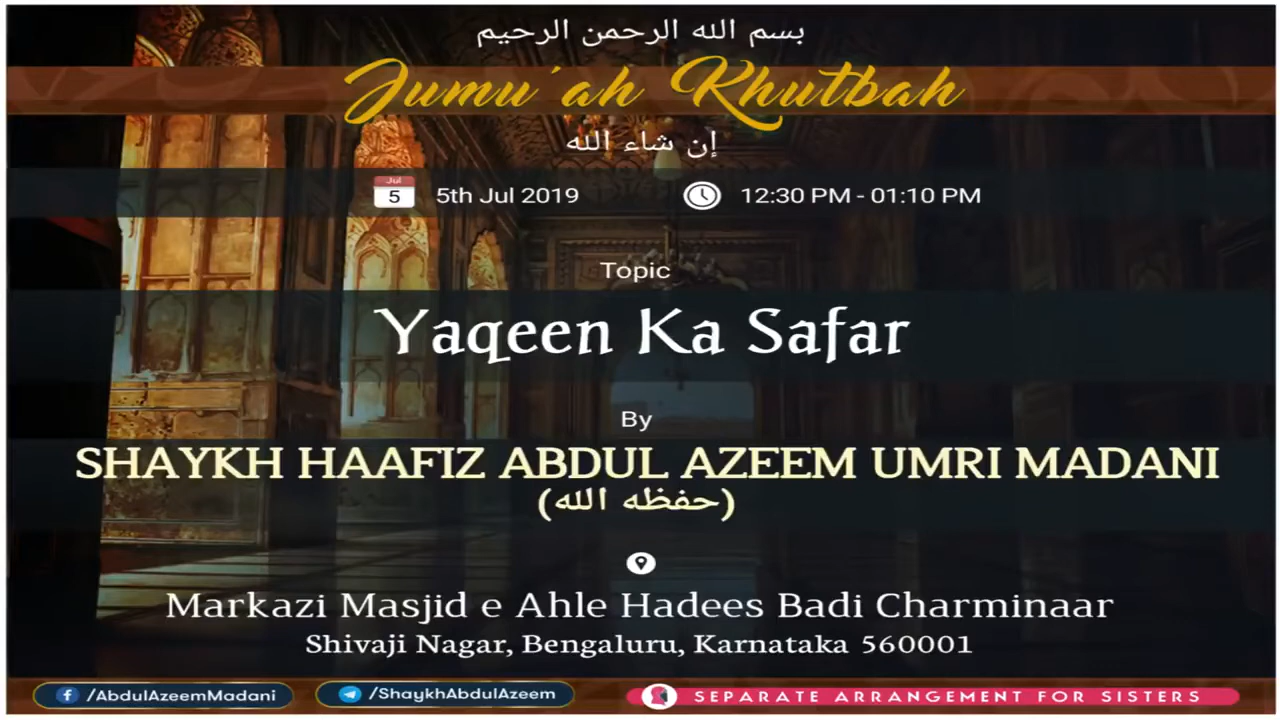 بسم الله الرحمن الرحيم
Jumu'ah Khutbah
إن شاء الله
5 5th Jul 2019 12:30 PM - 01:10 PM
Topic
Yaqeen Ka Safar
By
SHAYKH HAAFIZ ABDUL AZEEM UMRI MADANI
(حفظه الله)
Markazi Masjid e Ahle Hadees Badi Charminaar
Shivaji Nagar, Bengaluru, Karnataka 560001
/AbdulAzeemMadani /ShaykhAbdulAzeem SEPARATE ARRANGEMENT FOR SISTERS